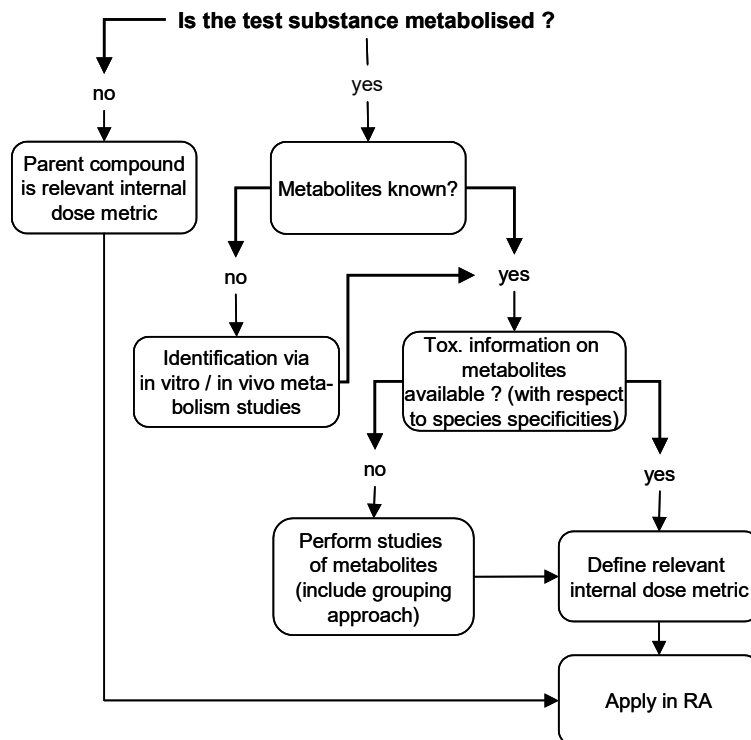 Is the test substance metabolised ?
no
yes
Parent compound
is relevant internal
dose metric
Metabolites known?
no
yes
Identification via
in vitro / in vivo meta-
bolism studies
Tox. information on
metabolites
available ? (with respect
to species specificities)
no
yes
Perform studies
of metabolites
(include grouping
approach)
Define relevant
internal dose metric
Apply in RA